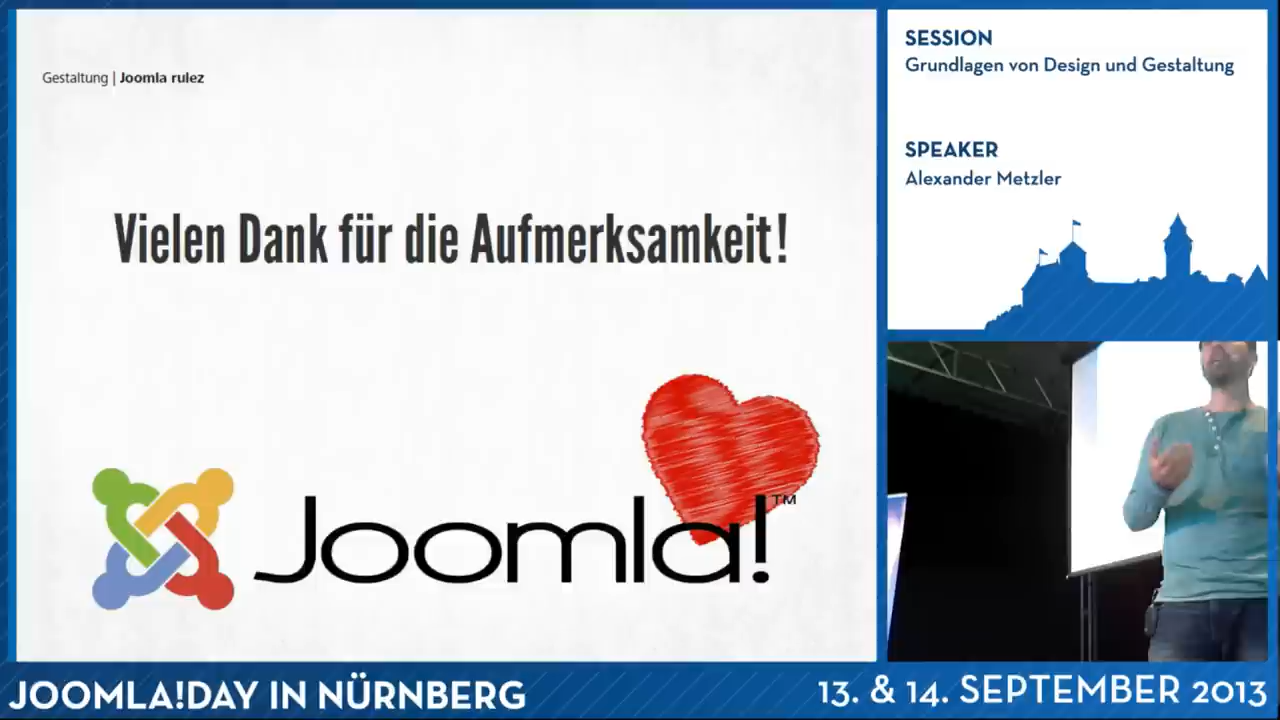 Gestaltung | Joomla rulez
Vielen Dank für die Aufmerksamkeit!
Joomla!™
SESSION
Grundlagen von Design und Gestaltung
SPEAKER
Alexander Metzler
JOOMLA!DAY IN NÜRNBERG
13. & 14. SEPTEMBER 2013